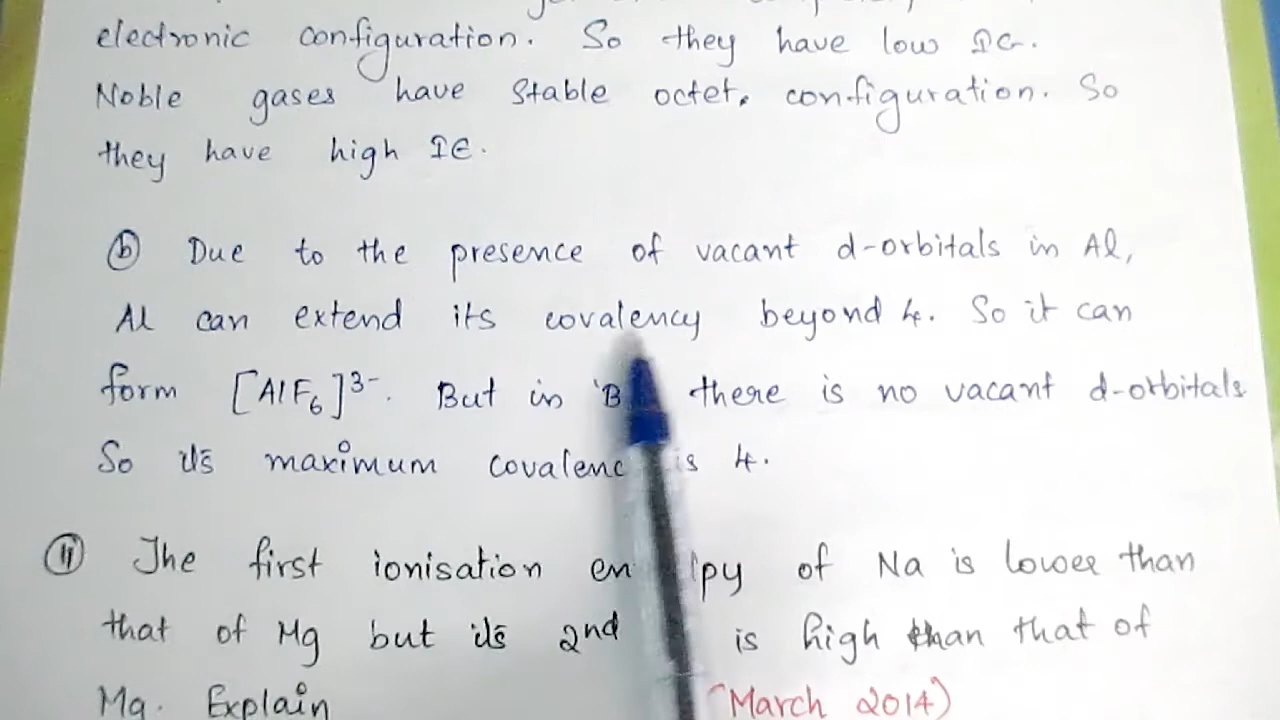 electronic configuration. So they have low IE.
Noble gases have stable octet. configuration. So
they have high IE.
ⓑ Due to the presence of vacant d-orbitals in Al,
Al can extend its covalency beyond 4. So it can
form [AlF6]3-. But in 'B there is no vacant d-orbitals
So its maximum covalenc is 4.
⑪ The first ionisation en lpy of Na is lower than
that of Mg but its 2nd is high than that of
Mg. Explain (March 2014)